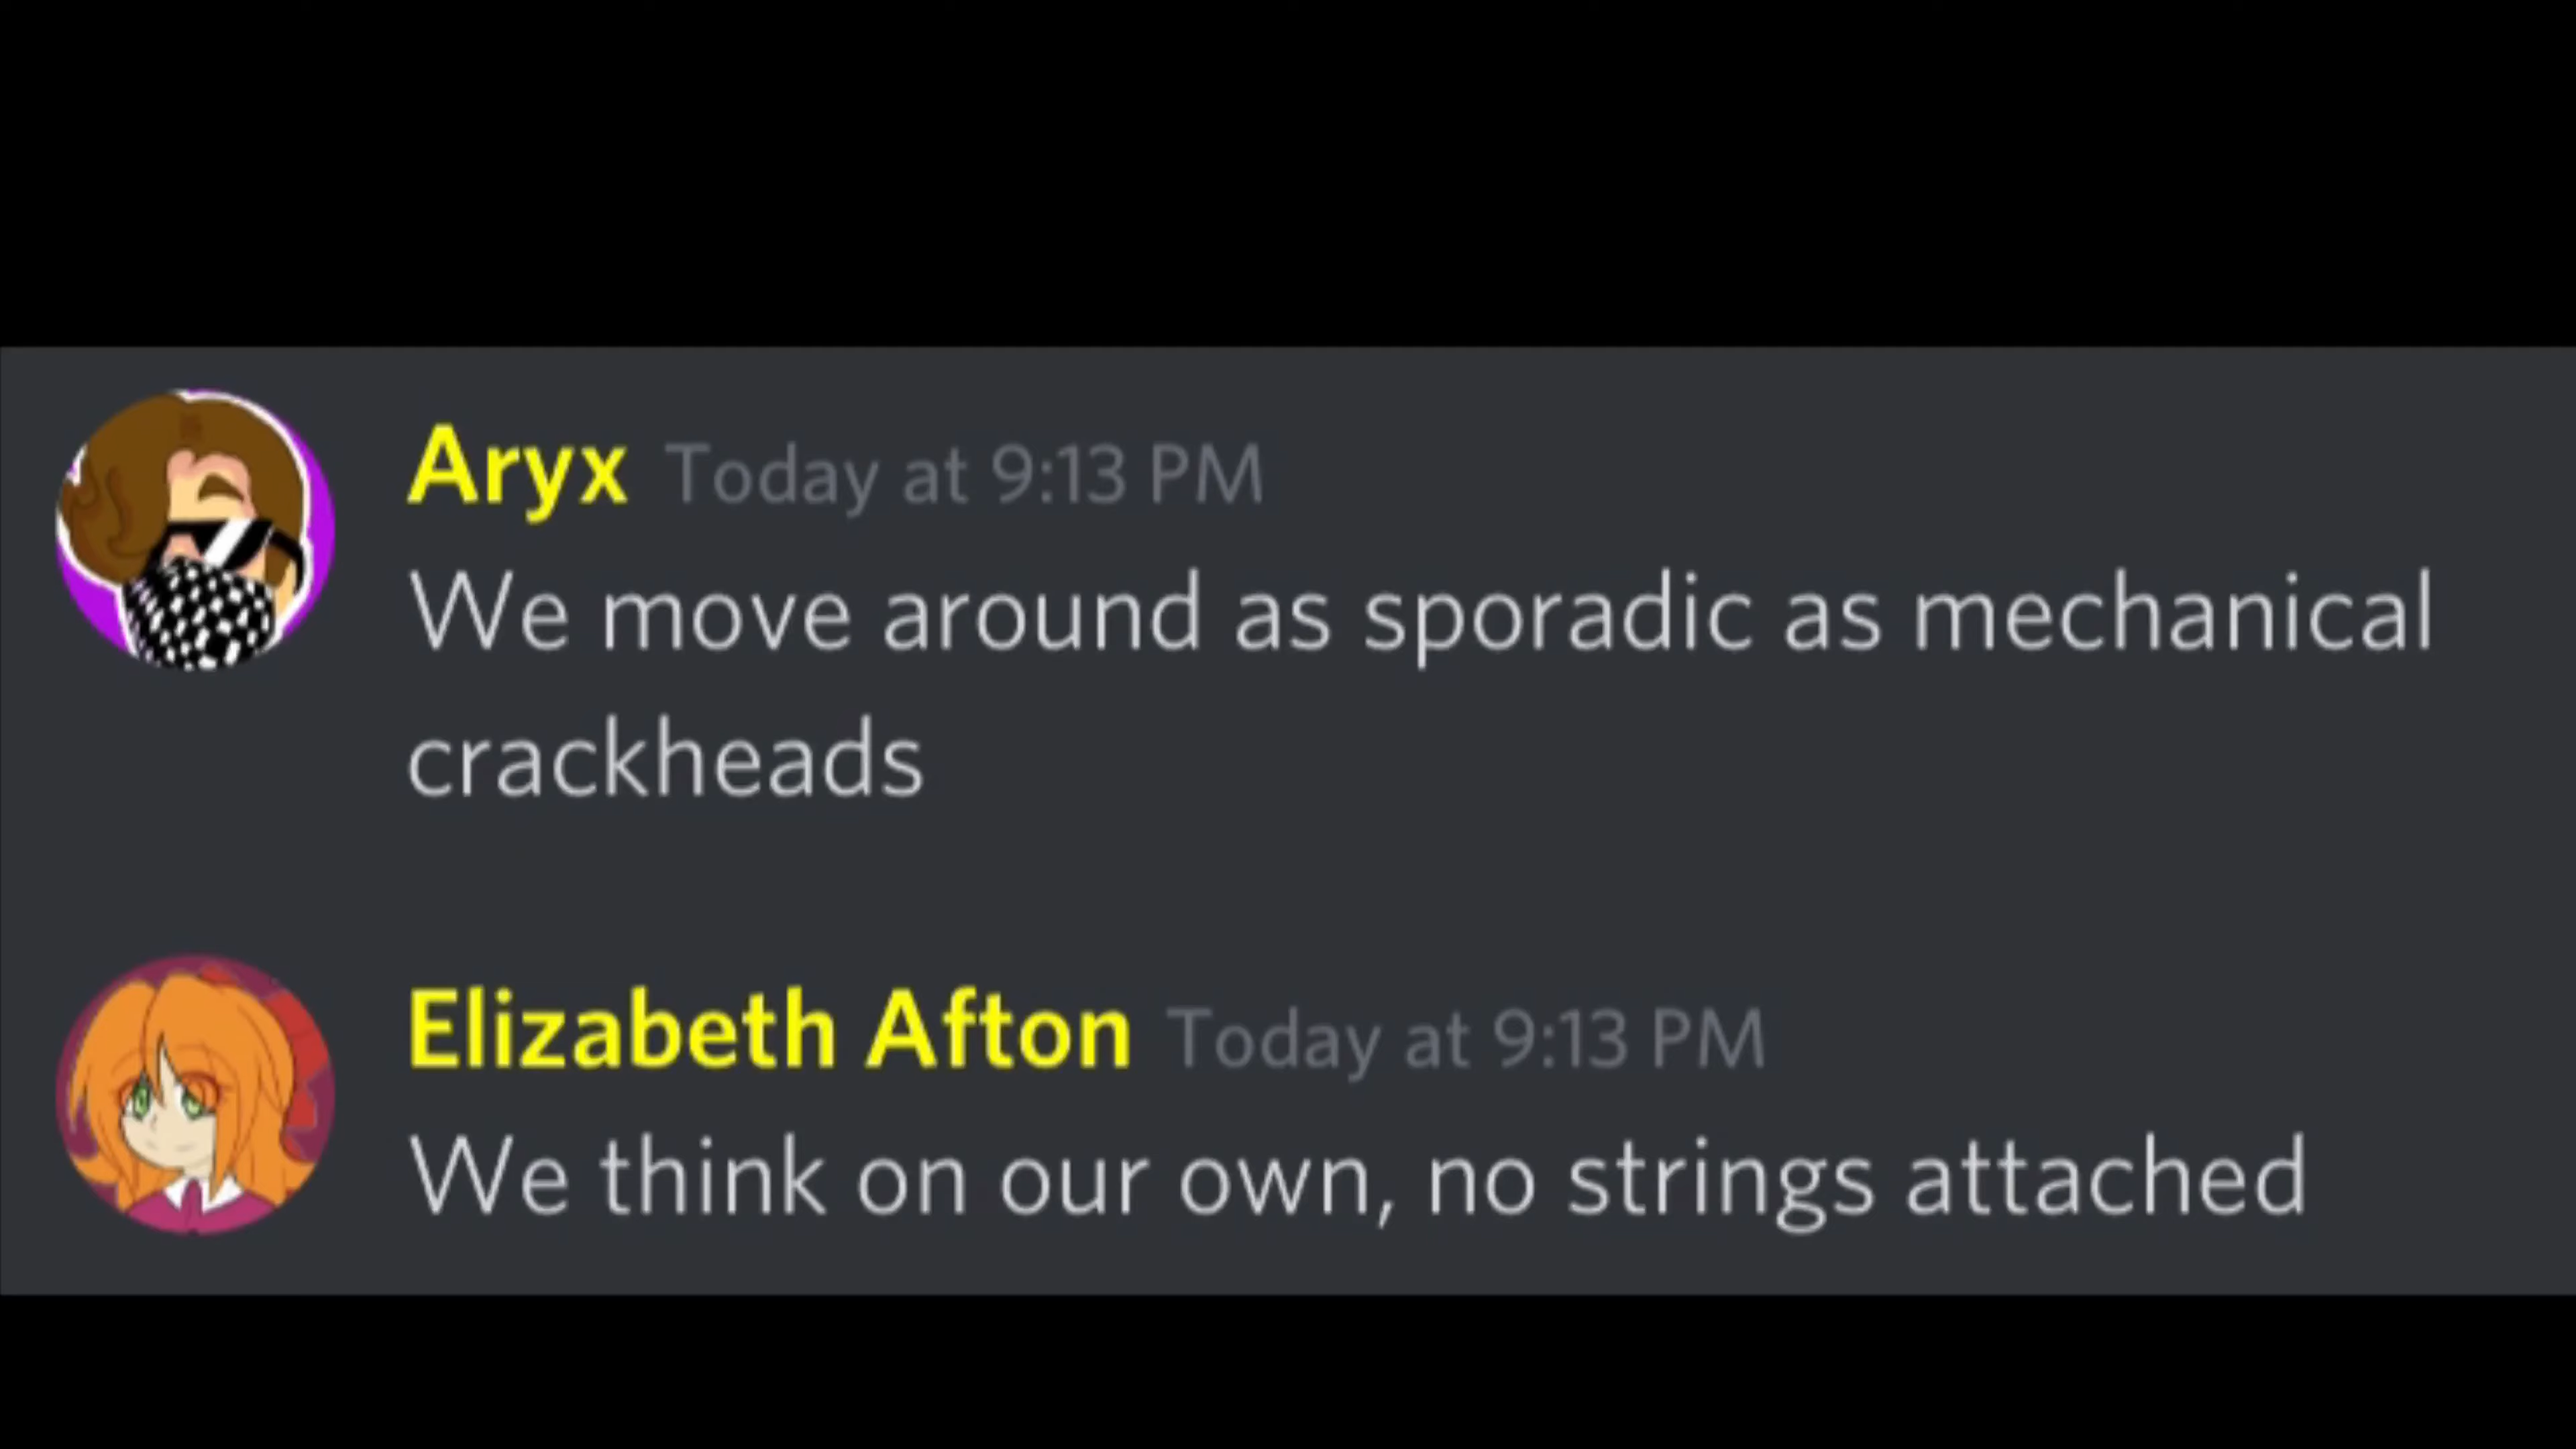 Aryx Today at 9:13 PM
We move around as sporadic as mechanical
crackheads
Elizabeth Afton Today at 9:13 PM
We think on our own, no strings attached